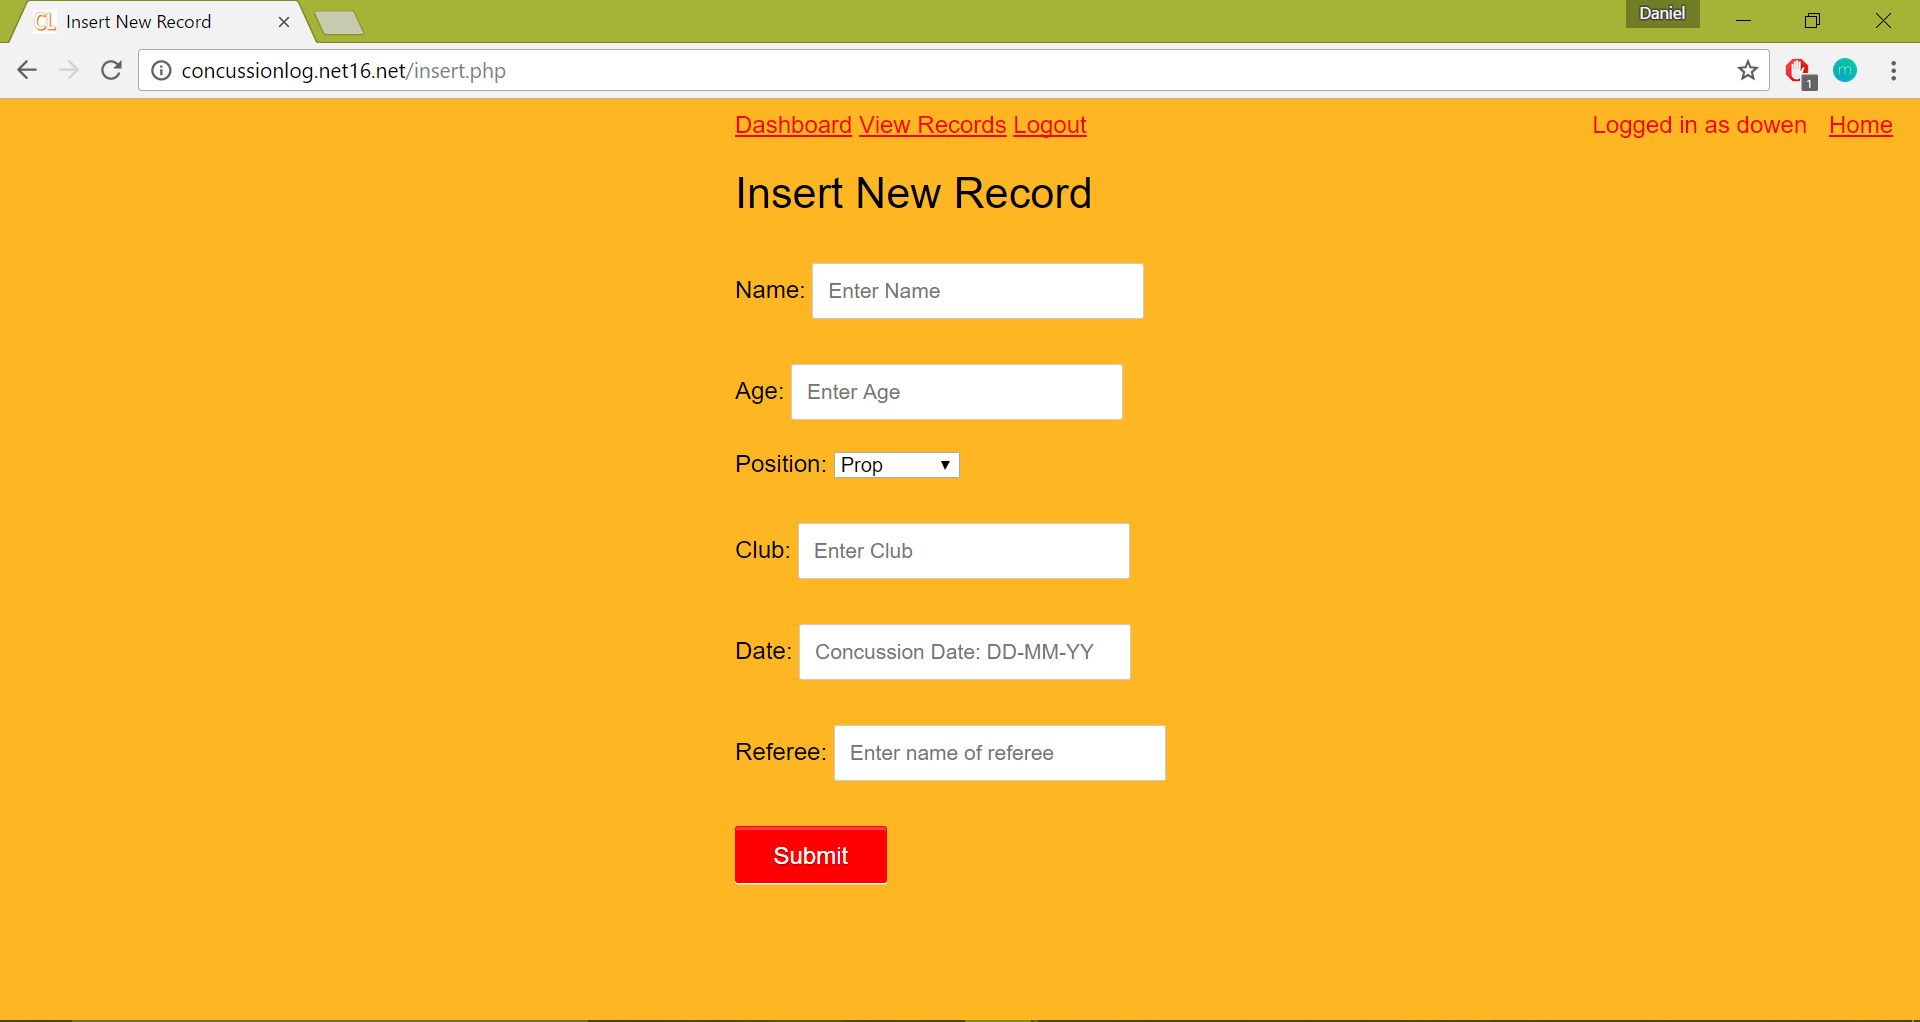 CL Insert New Record
Daniel
concussionlog.net16.net/insert.php
1
m
Dashboard View Records Logout
Logged in as dowen Home
Insert New Record
Name: Enter Name
Age: Enter Age
Position: Prop
Club: Enter Club
Date: Concussion Date: DD-MM-YY
Referee: Enter name of referee
Submit